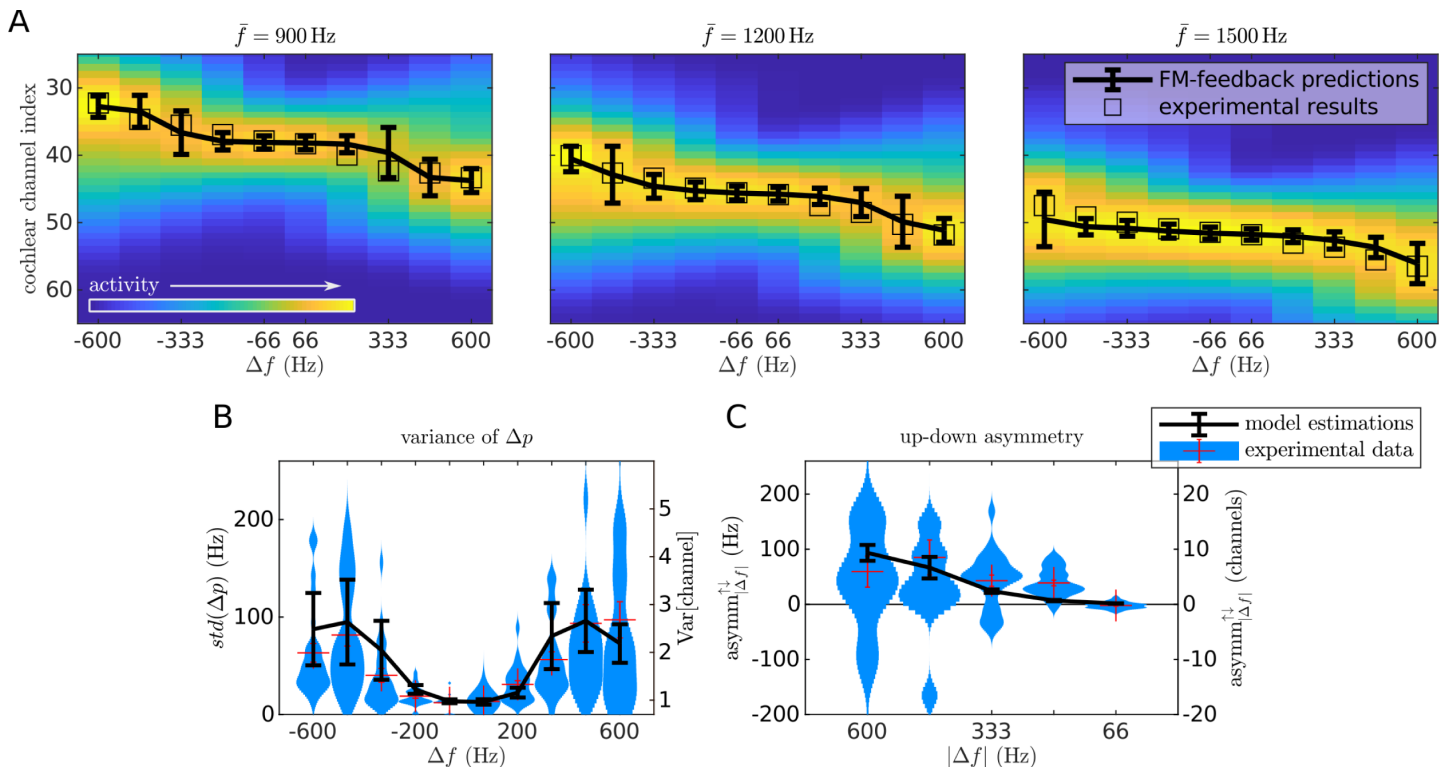 A
f̄ = 900 Hz
f̄ = 1200 Hz
f̄ = 1500 Hz
cochlear channel index
30
40
50
60
activity
FM-feedback predictions
experimental results
-600 -333 -66 66 333 600
-600 -333 -66 66 333 600
-600 -333 -66 66 333 600
Δf (Hz)
Δf (Hz)
Δf (Hz)
B
variance of Δp
std(Δp) (Hz)
200
100
0
5
4
3
2
1
Var[channel]
-600 -200 200 600
Δf (Hz)
C
up-down asymmetry
model estimations
experimental data
asymm↑↓|Δf| (Hz)
200
100
0
-100
-200
20
10
0
-10
-20
asymm↑↓|Δf| (channels)
600 333 66
|Δf| (Hz)